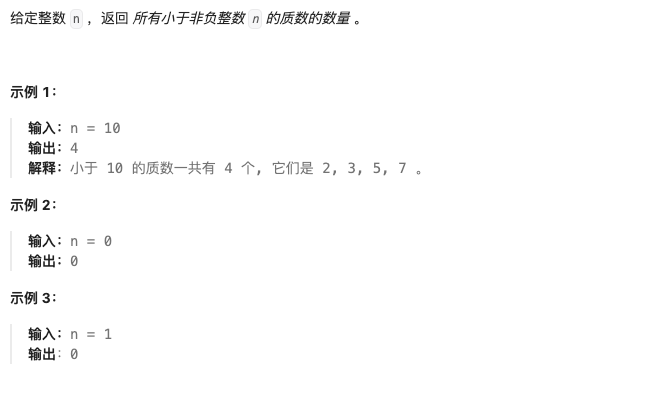 给定整数 n ，返回 所有小于非负整数 n 的质数的数量 。
示例 1：
输入：n = 10
输出：4
解释：小于 10 的质数一共有 4 个, 它们是 2, 3, 5, 7 。
示例 2：
输入：n = 0
输出：0
示例 3：
输入：n = 1
输出：0